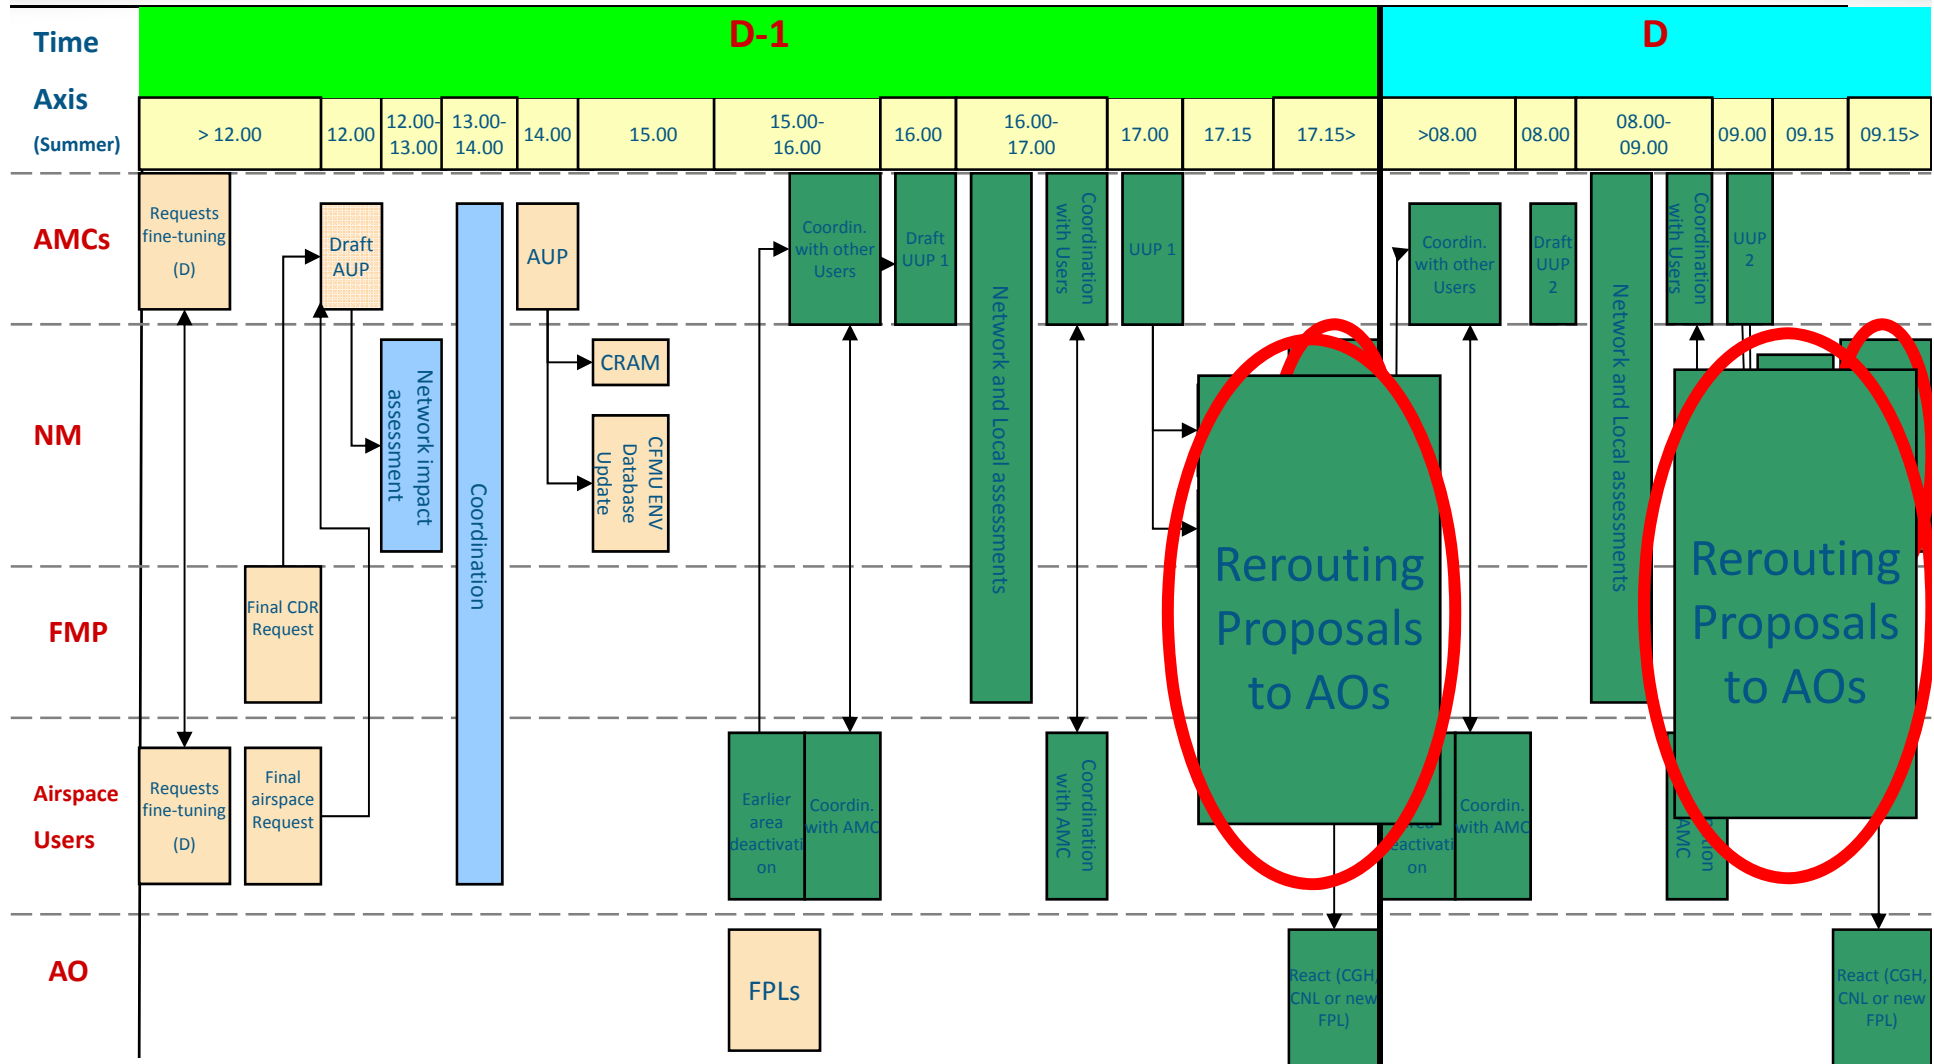 Time
Axis
(Summer)
D-1
D
> 12.00
12.00
12.00-
13.00
13.00-
14.00
14.00
15.00
15.00-
16.00
16.00
16.00-
17.00
17.00
17.15
17.15>
>08.00
08.00
08.00-
09.00
09.00
09.15
09.15>
AMCs
Requests
fine-tuning
(D)
Draft
AUP
AUP
Coordin.
with other
Users
Draft
UUP 1
Coordination
with Users
UUP 1
Coordin.
with other
Users
Draft
UUP
2
Coordination
with Users
UUP
2
NM
Network impact
assessment
Coordination
CRAM
CFMU ENV
Database
Update
Network and Local assessments
Rerouting
Proposals
to AOs
Network and Local assessments
Rerouting
Proposals
to AOs
FMP
Final CDR
Request
Airspace
Users
Requests
fine-tuning
(D)
Final
airspace
Request
Earlier
area
deactivati
on
Coordin.
with AMC
Coordination
with AMC
eactivati
on
Coordin.
with AMC
AMC
AO
FPLs
React (CGH,
CNL or new
FPL)
React (CGH,
CNL or new
FPL)